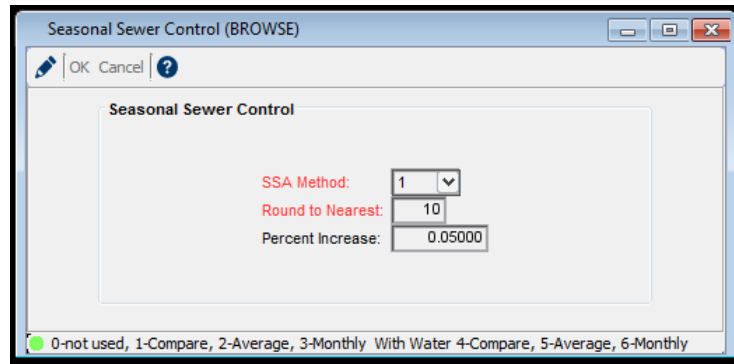 Seasonal Sewer Control (BROWSE)
OK Cancel ?
Seasonal Sewer Control
SSA Method: 1
Round to Nearest: 10
Percent Increase: 0.05000
0-not used, 1-Compare, 2-Average, 3-Monthly With Water 4-Compare, 5-Average, 6-Monthly